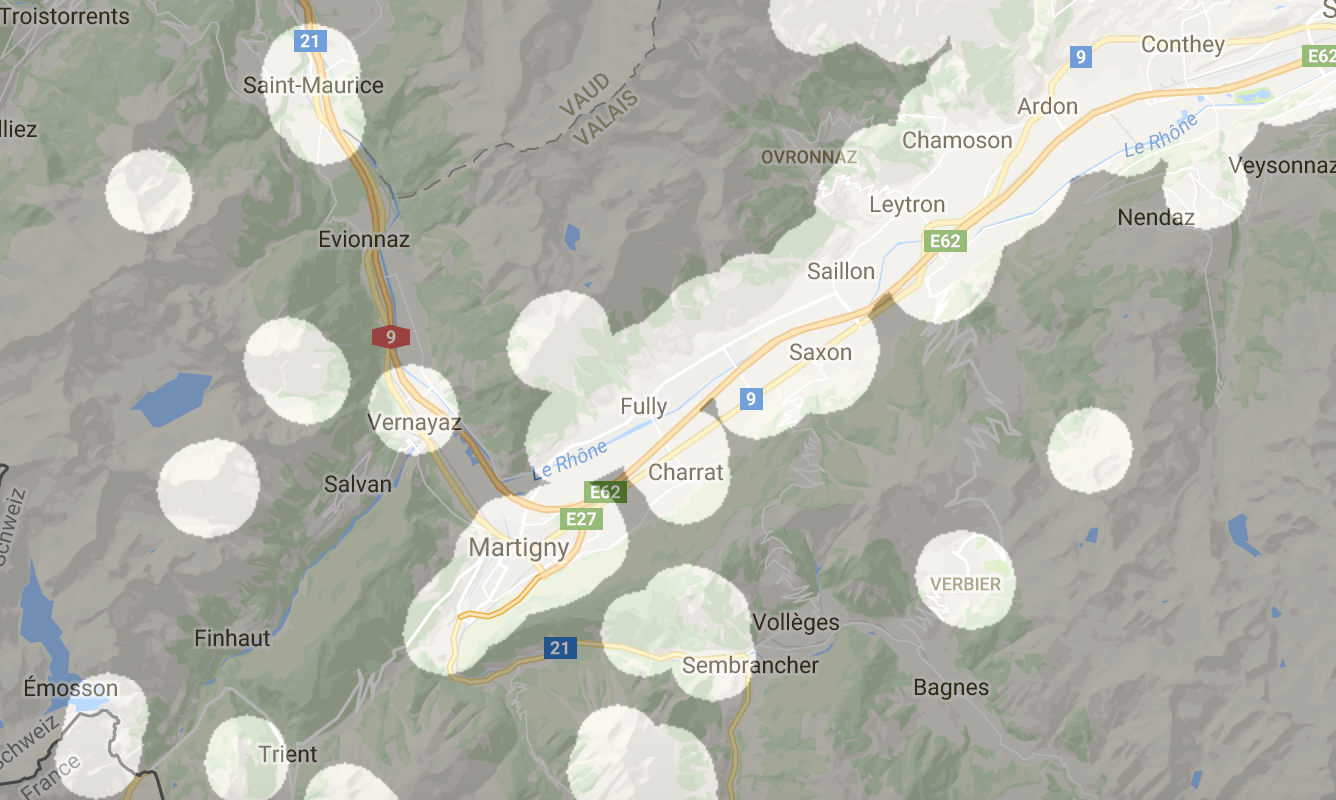 Troistorrents
S
21
9
Conthey
E62
Saint-Maurice
VAUD
VALAIS
Ardon
lliez
Chamoson
Le Rhône
OVRONNAZ
Veysonnaz
Leytron
Nendaz
Evionnaz
E62
Saillon
9
Saxon
9
Fully
Vernayaz
Le Rhône
Charrat
Salvan
E62
Schweiz
E27
Martigny
VERBIER
Vollèges
Finhaut
21
Sembrancher
Émosson
Bagnes
Schweiz
France
Trient